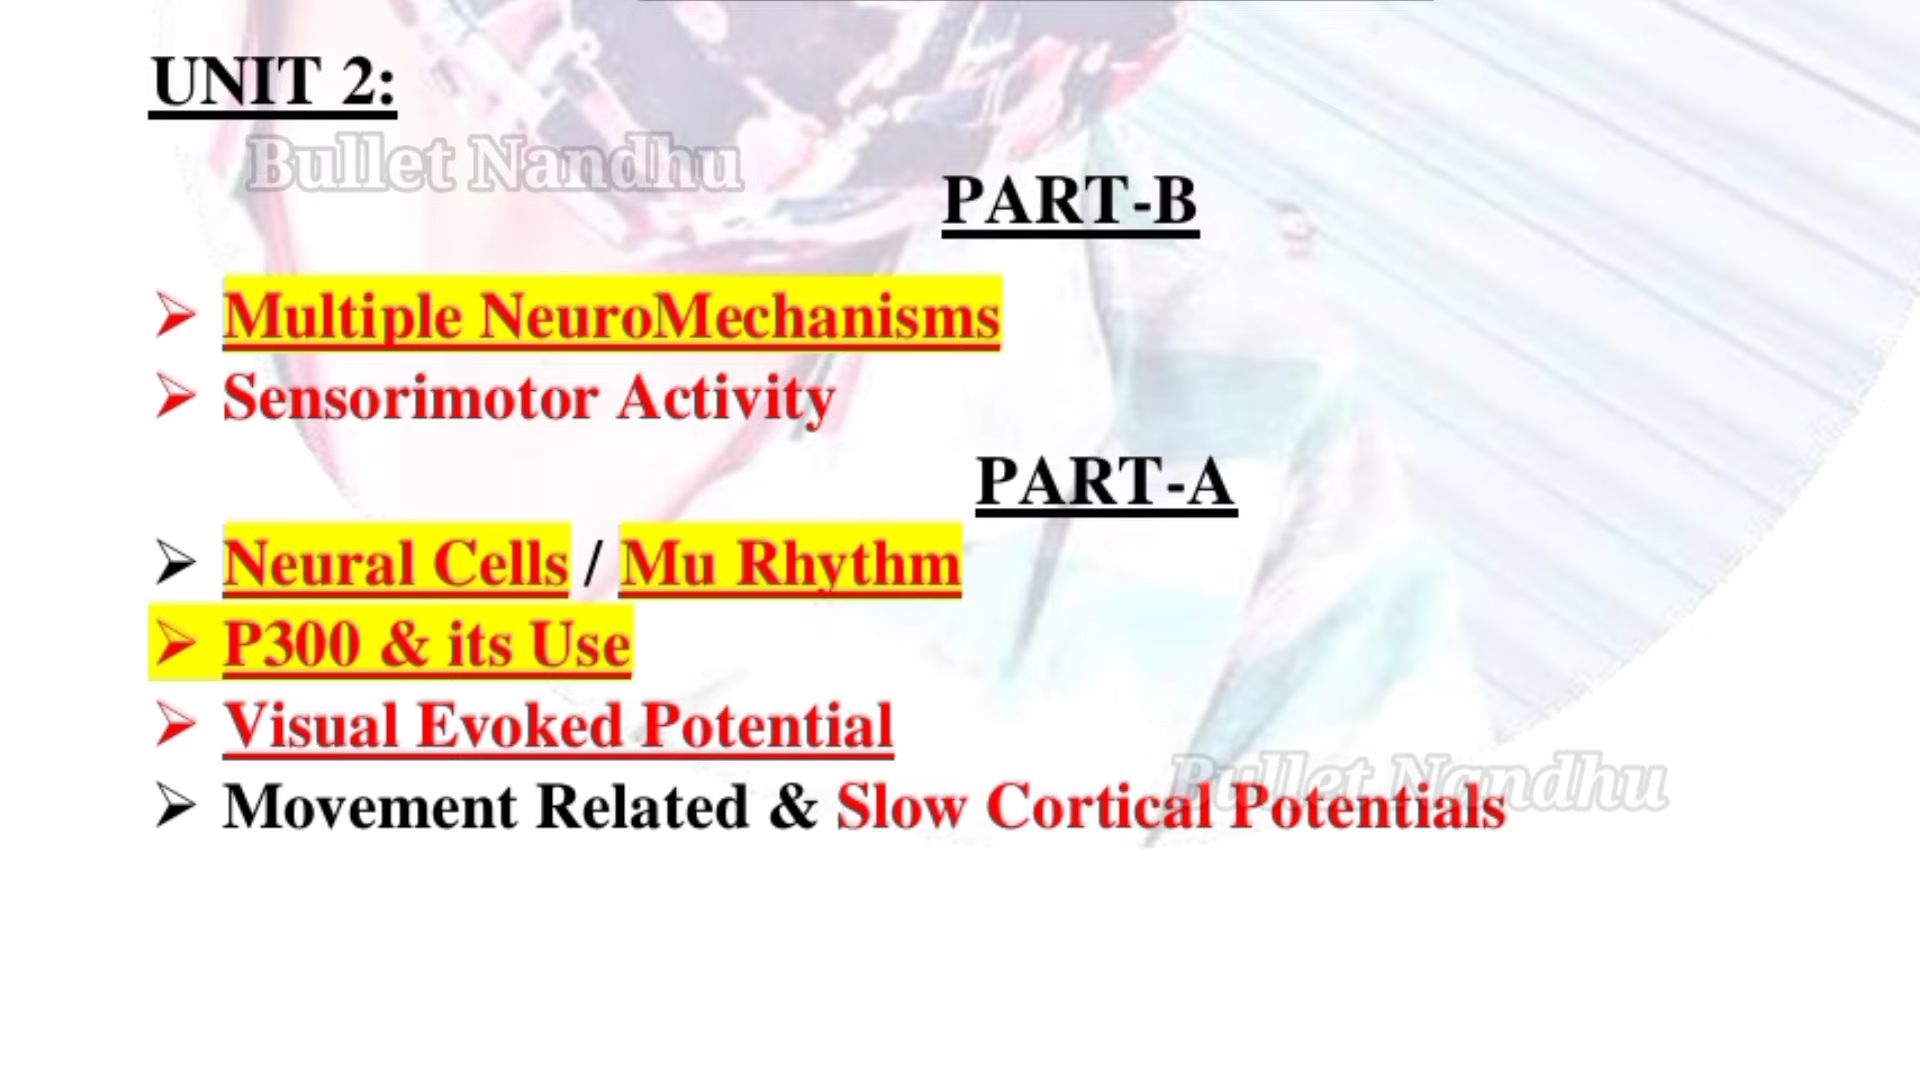 UNIT 2:
Bullet Nandhu
PART-B
➢ Multiple NeuroMechanisms
➢ Sensorimotor Activity
PART-A
➢ Neural Cells / Mu Rhythm
➢ P300 & its Use
➢ Visual Evoked Potential
Bullet Nandhu
➢ Movement Related & Slow Cortical Potentials